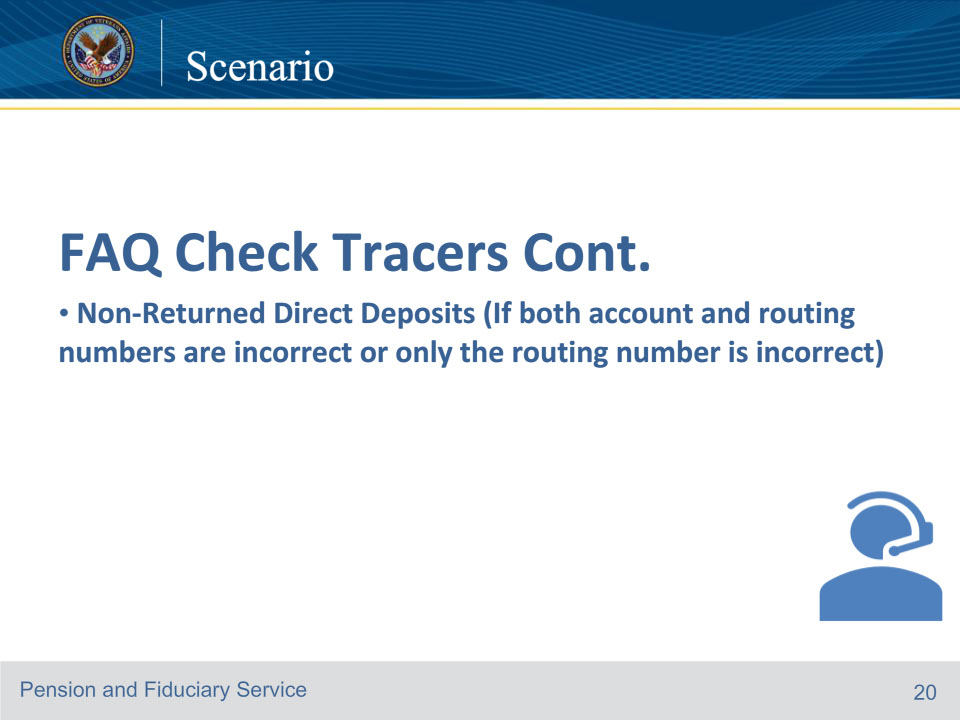 Scenario
FAQ Check Tracers Cont.
• Non-Returned Direct Deposits (If both account and routing
numbers are incorrect or only the routing number is incorrect)
Pension and Fiduciary Service
20